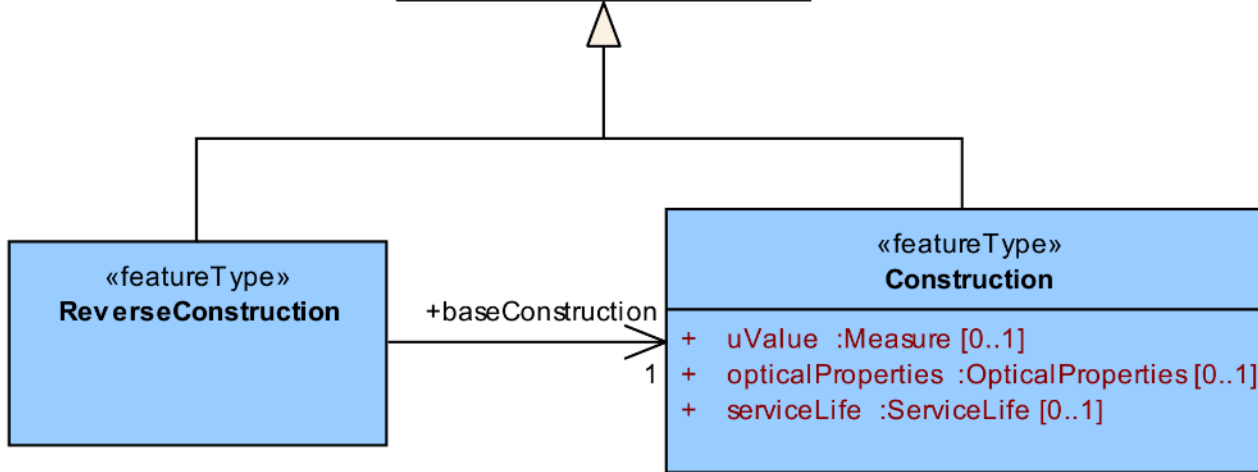 «featureType»
ReverseConstruction
+baseConstruction
1
«featureType»
Construction
+ uValue :Measure [0..1]
+ opticalProperties :OpticalProperties [0..1]
+ serviceLife :ServiceLife [0..1]